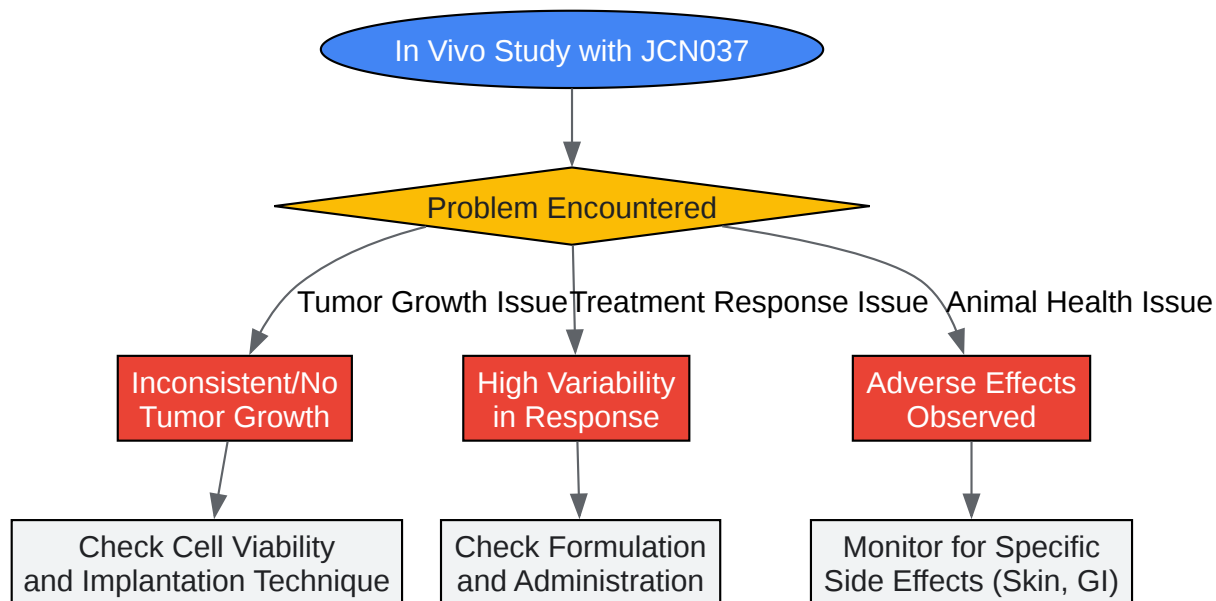 In Vivo Study with JCN037
Problem Encountered
Tumor Growth Issue
Treatment Response Issue
Animal Health Issue
Inconsistent/No
Tumor Growth
High Variability
in Response
Adverse Effects
Observed
Check Cell Viability
and Implantation Technique
Check Formulation
and Administration
Monitor for Specific
Side Effects (Skin, GI)